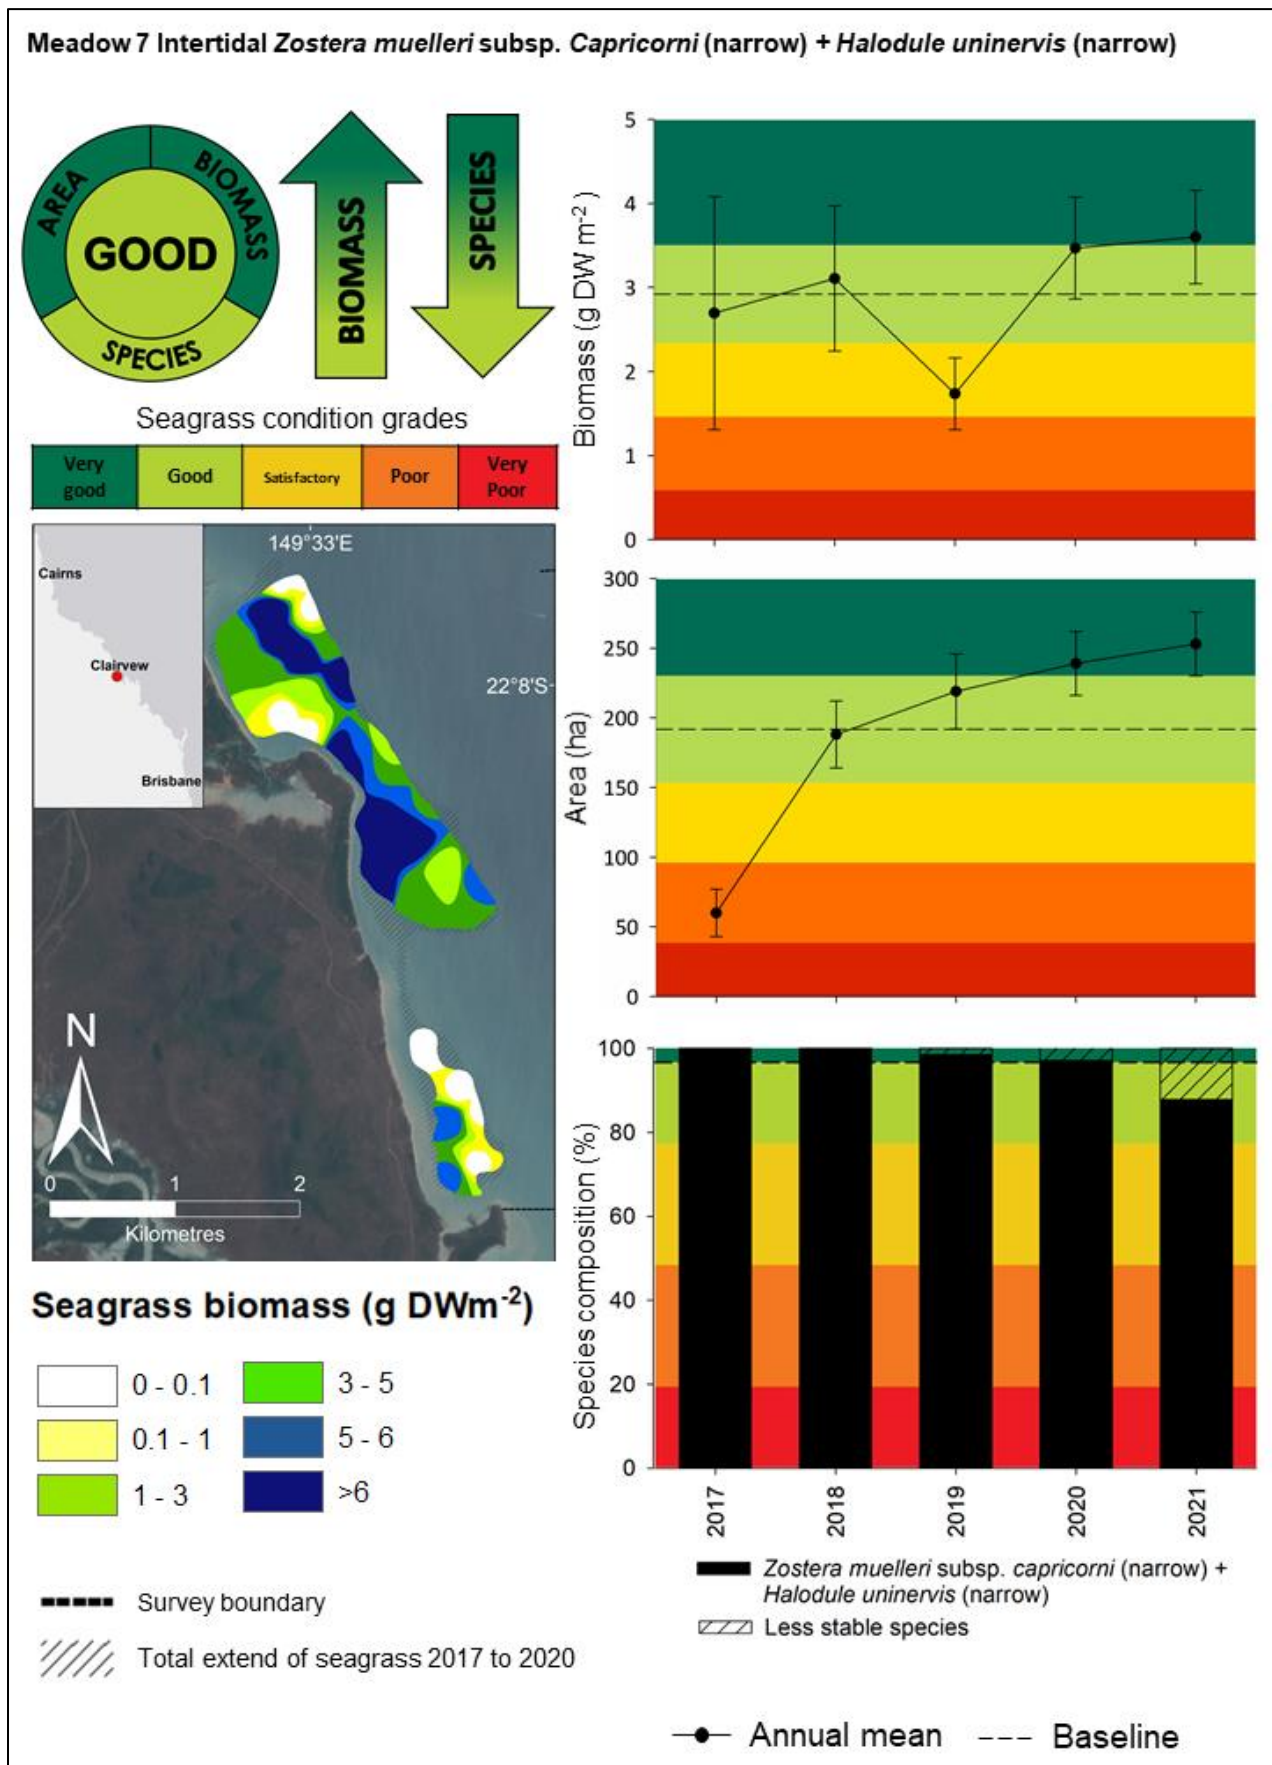 Meadow 7 Intertidal Zostera muelleri subsp. Capricorni (narrow) + Halodule uninervis (narrow)
AREA
BIOMASS
GOOD
SPECIES
BIOMASS
SPECIES
Seagrass condition grades
Very good
Good
Satisfactory
Poor
Very Poor
149°33'E
22°8'S
Cairns
Clairvew
Brisbane
N
0 1 2
Kilometres
Seagrass biomass (g DWm-2)
0 - 0.1
3 - 5
0.1 - 1
5 - 6
1 - 3
>6
Survey boundary
Total extend of seagrass 2017 to 2020
Biomass (g DW m-2 )
5
4
3
2
1
0
Area (ha)
300
250
200
150
100
50
0
Species composition (%)
100
80
60
40
20
0
2017
2018
2019
2020
2021
Zostera muelleri subsp. capricorni (narrow) +
Halodule uninervis (narrow)
Less stable species
Annual mean
Baseline